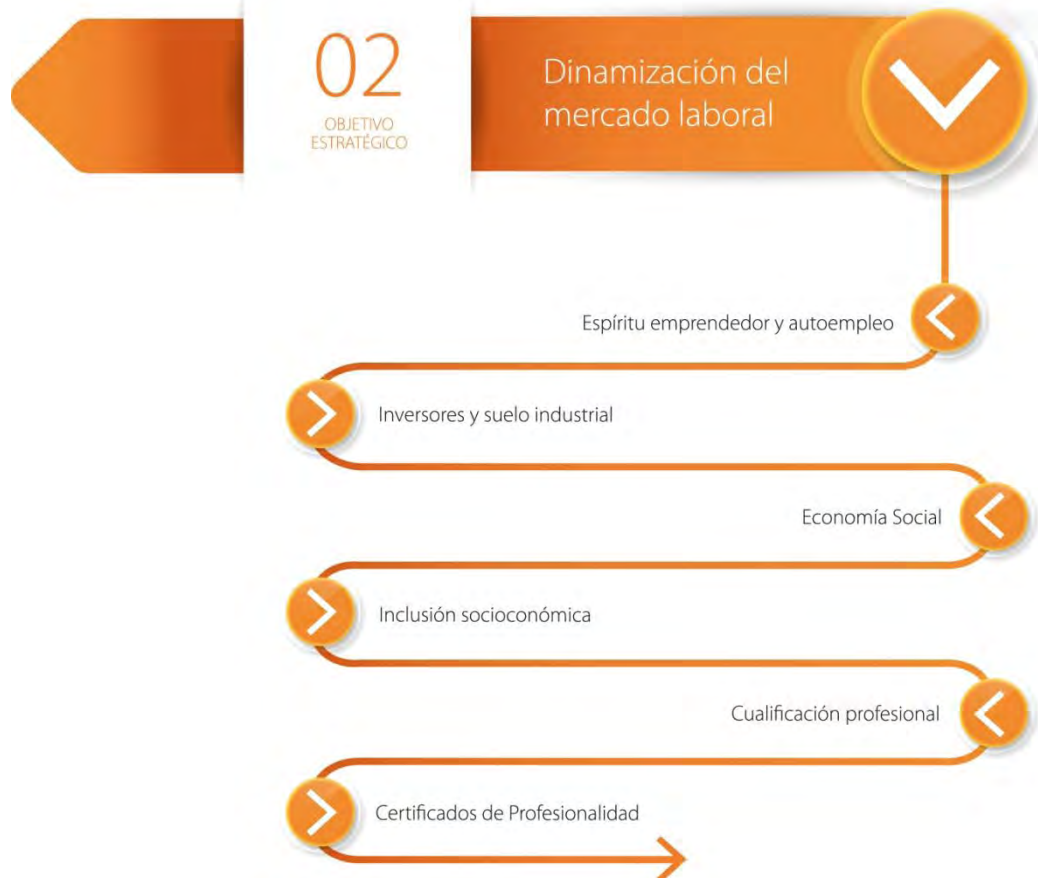 02
OBJETIVO
ESTRATÉGICO
Dinamización del
mercado laboral
Espíritu emprendedor y autoempleo
Inversores y suelo industrial
Economía Social
Inclusión socioconómica
Cualificación profesional
Certificados de Profesionalidad